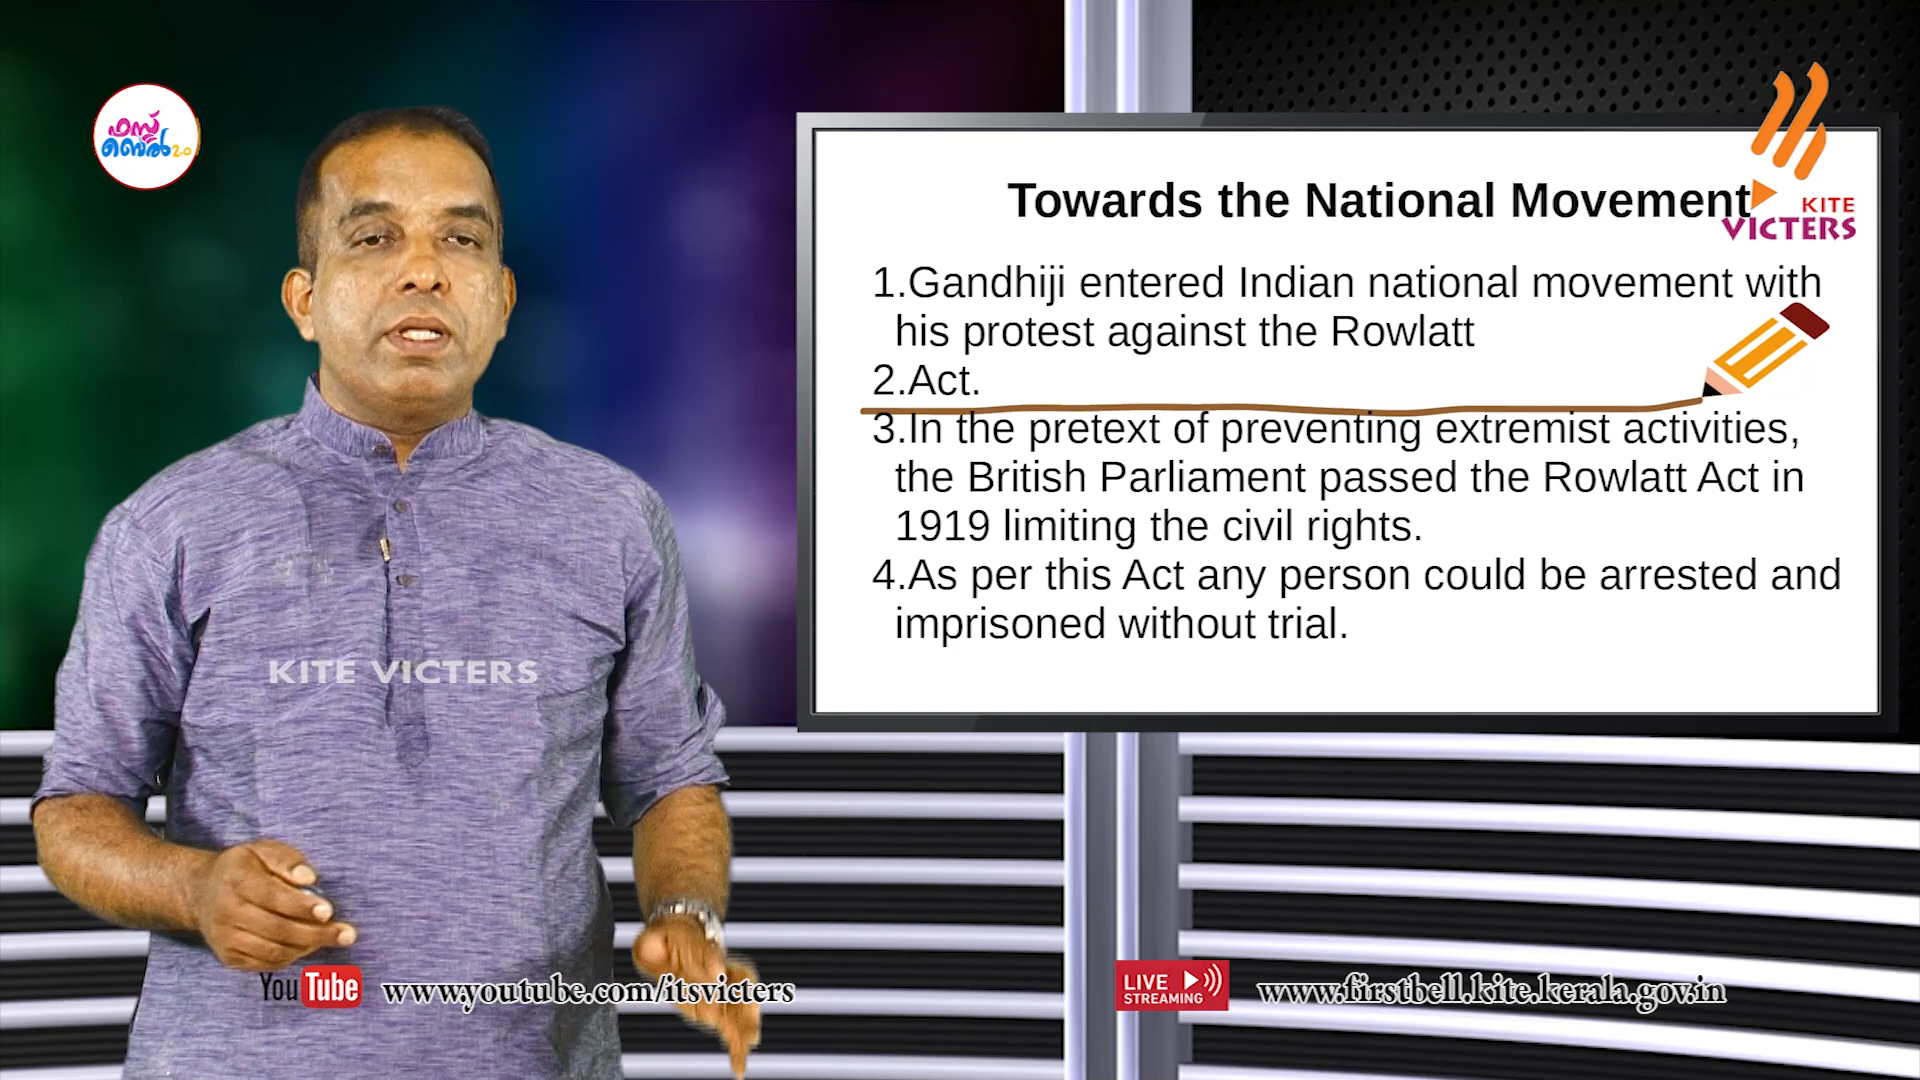 ഫസ്റ്റ്
ബെൽ 2.0
Towards the National Movement
KITE
VICTERS
1.Gandhiji entered Indian national movement with
his protest against the Rowlatt
2.Act.
3.In the pretext of preventing extremist activities,
the British Parliament passed the Rowlatt Act in
1919 limiting the civil rights.
4.As per this Act any person could be arrested and
imprisoned without trial.
KITE VICTERS
YouTube www.youtube.com/itsvicters
LIVE
STREAMING
www.firstbell.kite.kerala.gov.in